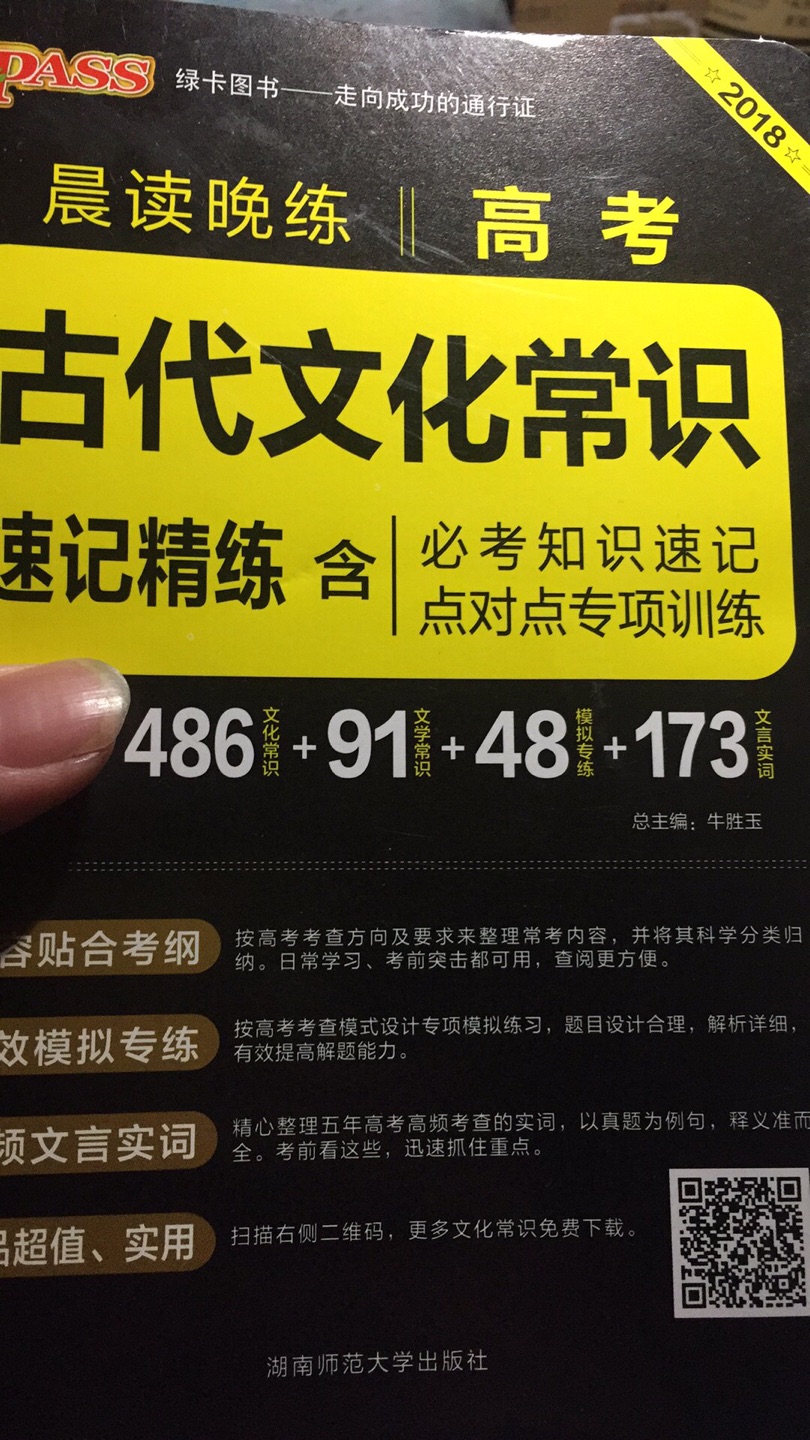 PASS 绿卡图书——走向成功的通行证
☆2018☆
晨读晚练 高考
古代文化常识
速记精练 含 必考知识速记
点对点专项训练
486文化常识+91文学常识+48模拟专练+173文言实词
总主编：牛胜玉
容贴合考纲
按高考考查方向及要求来整理常考内容，并将其科学分类归
纳。日常学习、考前突击都可用，查阅更方便。
效模拟专练
按高考考查模式设计专项模拟练习，题目设计合理，解析详细，
有效提高解题能力。
频文言实词
精心整理五年高考高频考查的实词，以真题为例句，释义准而
全。考前看这些，迅速抓住重点。
品超值、实用
扫描右侧二维码，更多文化常识免费下载。
湖南师范大学出版社